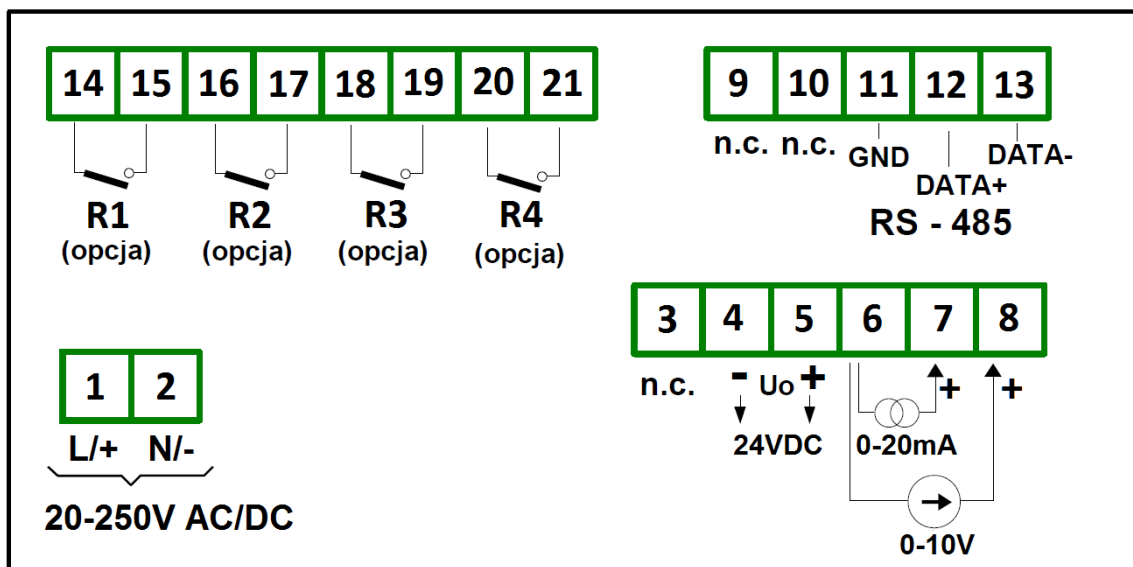 14 15 16 17 18 19 20 21
R1 R2 R3 R4
(opcja) (opcja) (opcja) (opcja)
9 10 11 12 13
n.c. n.c. GND DATA+ DATA-
RS - 485
1 2
L/+ N/-
20-250V AC/DC
3 4 5 6 7 8
n.c. - Uo + + +
24VDC 0-20mA
0-10V